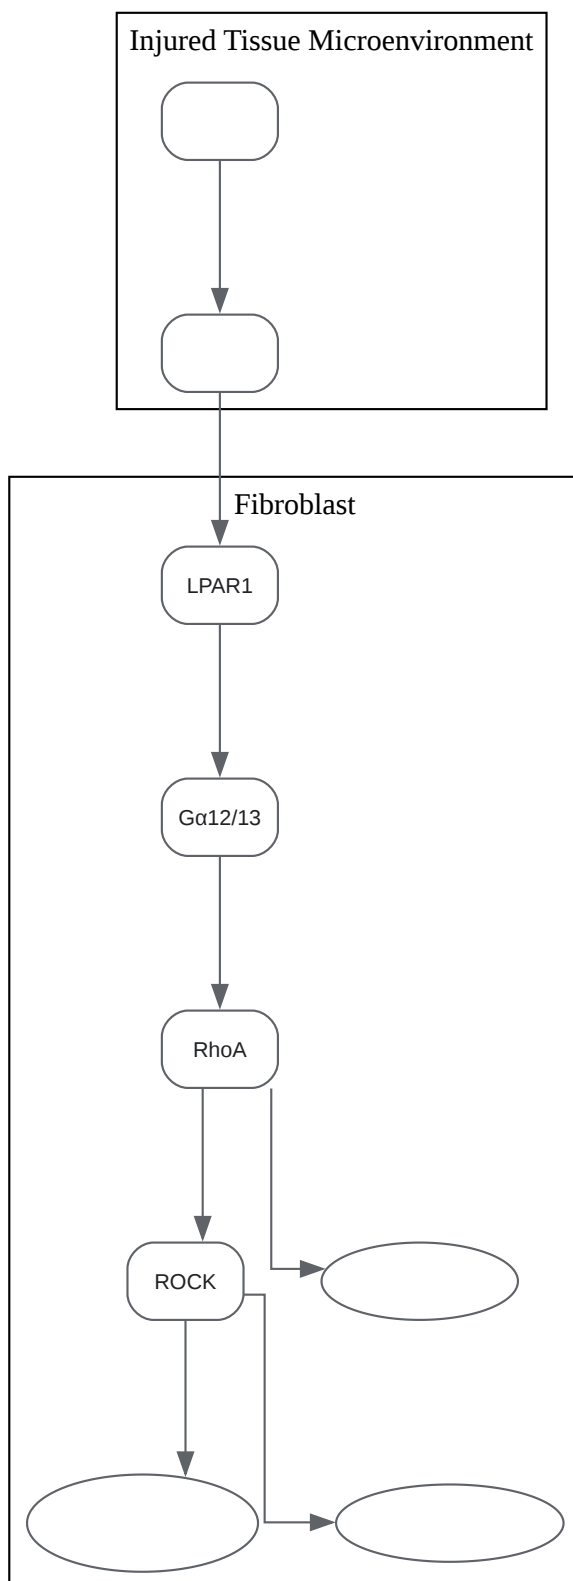 Injured Tissue Microenvironment
Fibroblast
LPAR1
Gα12/13
RhoA
ROCK